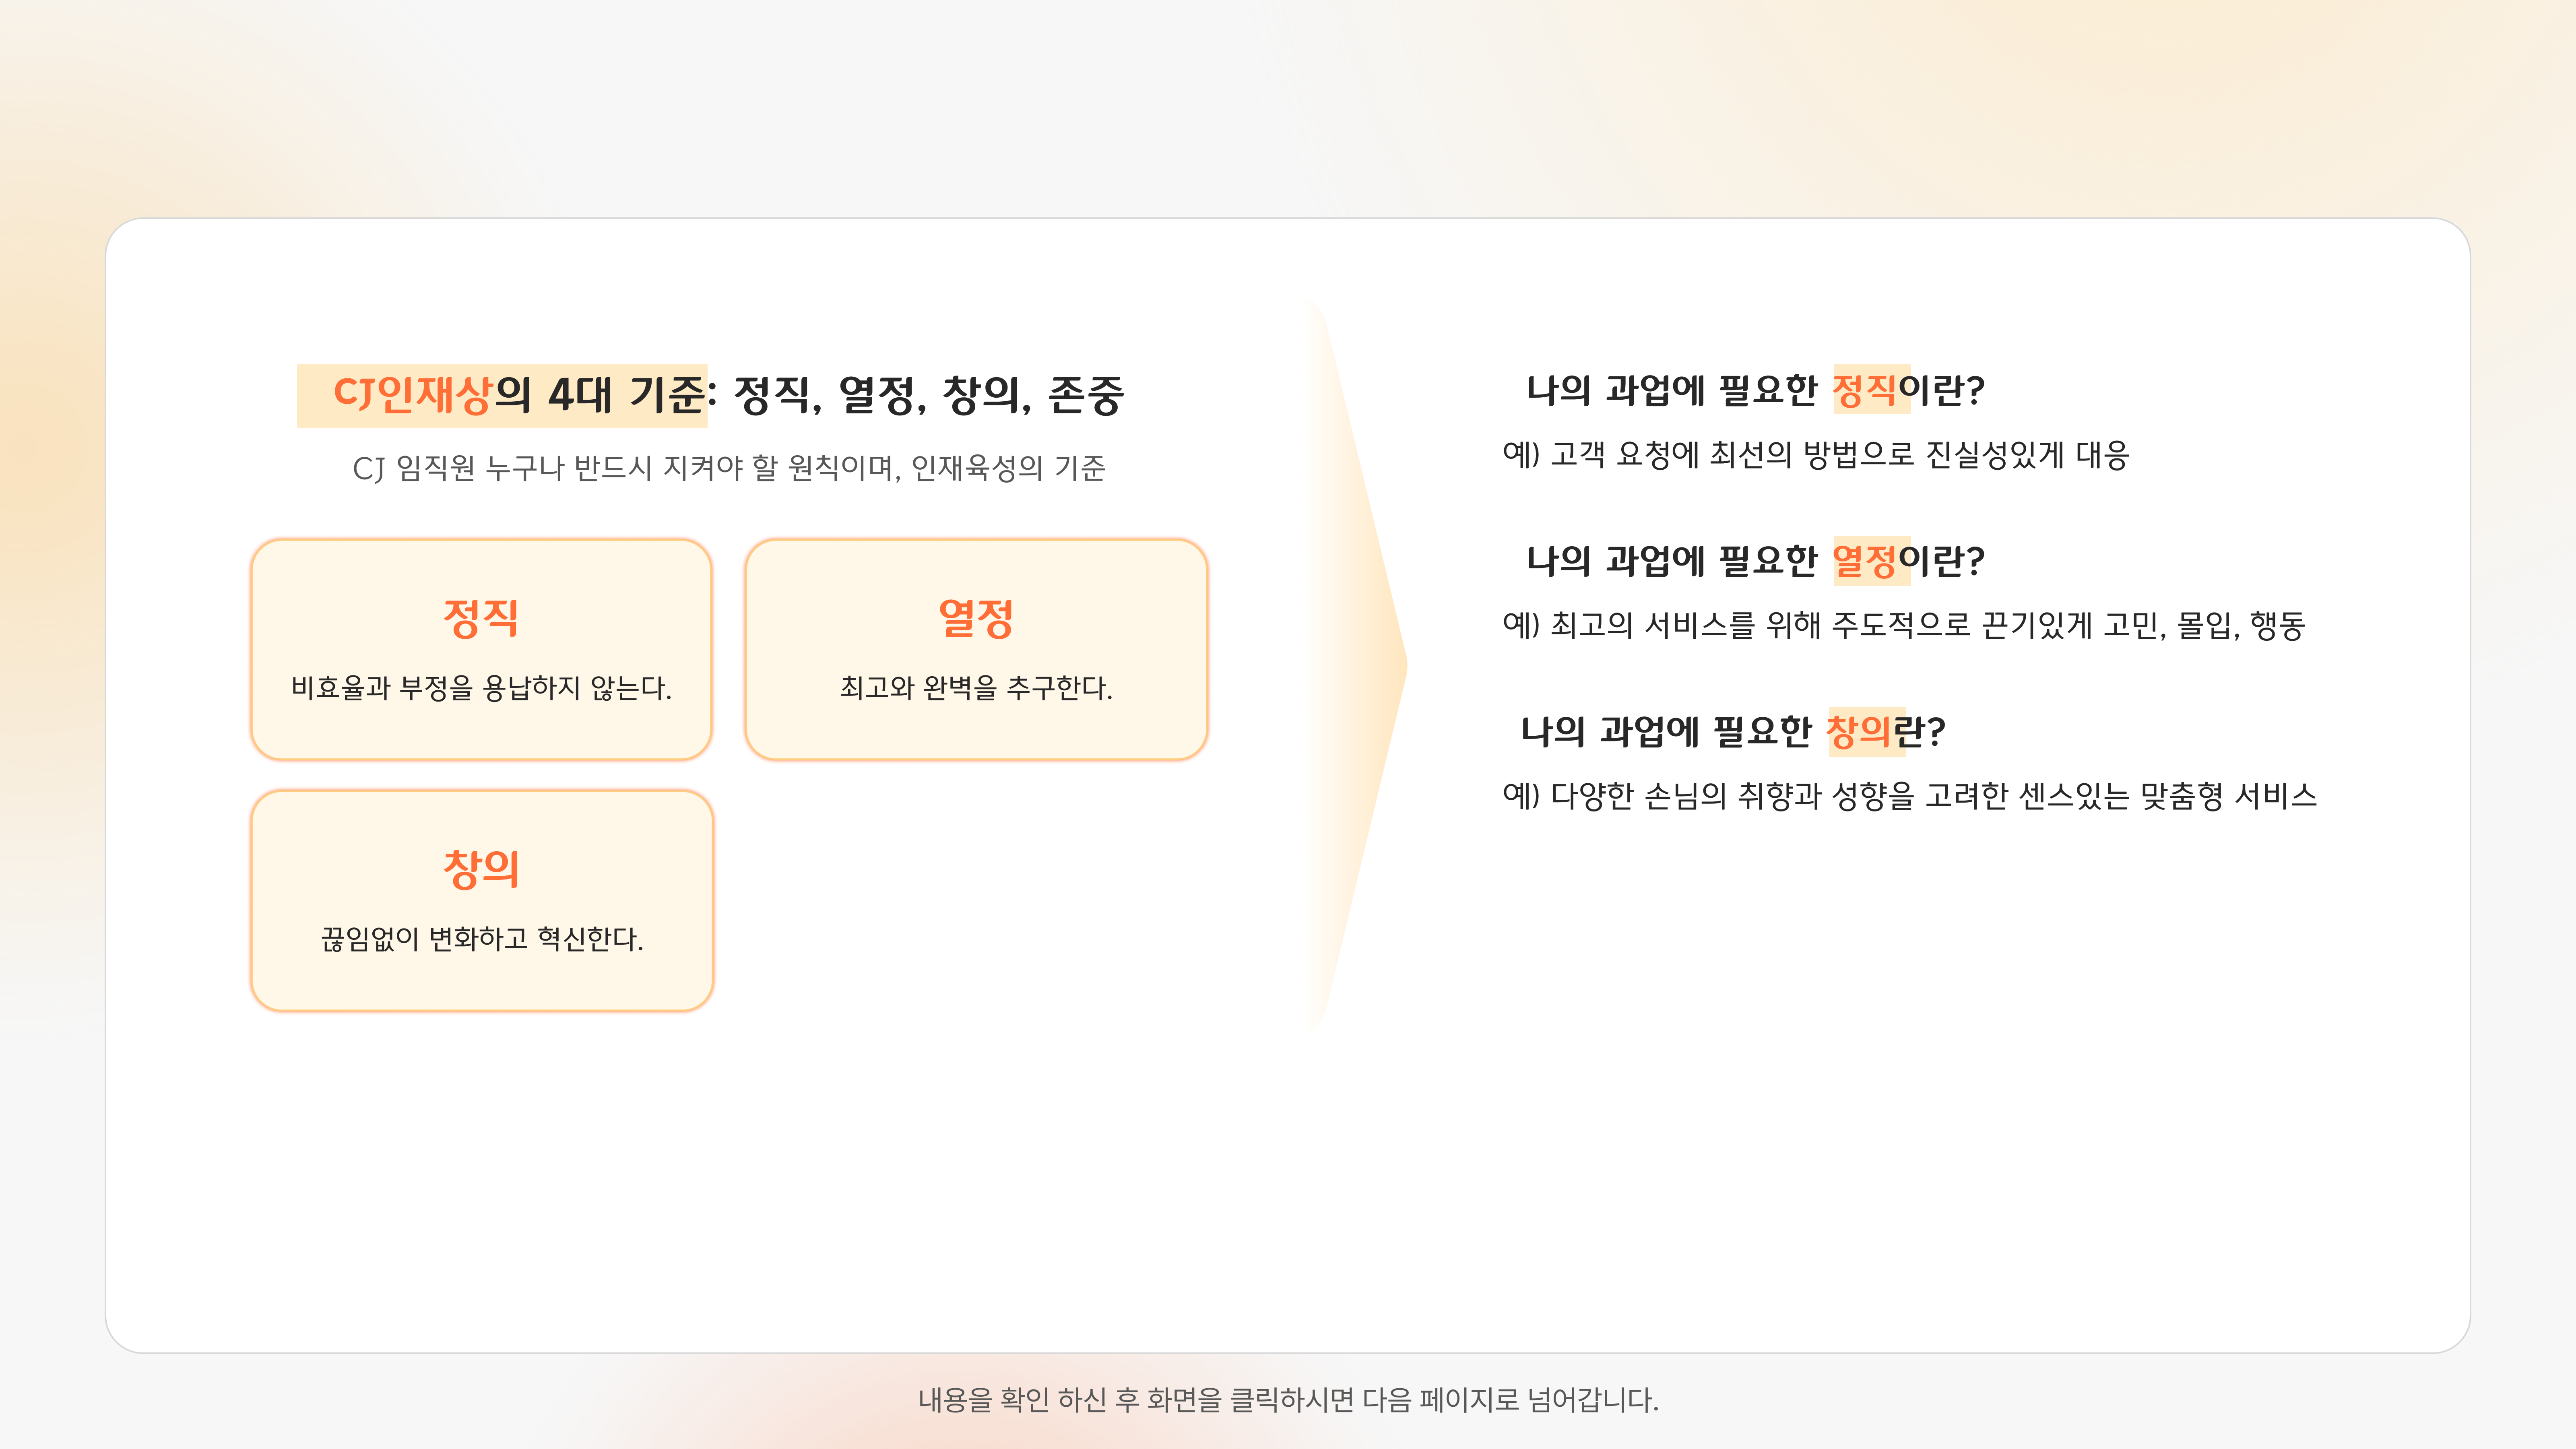 CJ인재상의 4대 기준: 정직, 열정, 창의, 존중
CJ 임직원 누구나 반드시 지켜야 할 원칙이며, 인재육성의 기준
정직
비효율과 부정을 용납하지 않는다.
열정
최고와 완벽을 추구한다.
창의
끊임없이 변화하고 혁신한다.
나의 과업에 필요한 정직이란?
예) 고객 요청에 최선의 방법으로 진실성있게 대응
나의 과업에 필요한 열정이란?
예) 최고의 서비스를 위해 주도적으로 끈기있게 고민, 몰입, 행동
나의 과업에 필요한 창의란?
예) 다양한 손님의 취향과 성향을 고려한 센스있는 맞춤형 서비스
내용을 확인 하신 후 화면을 클릭하시면 다음 페이지로 넘어갑니다.